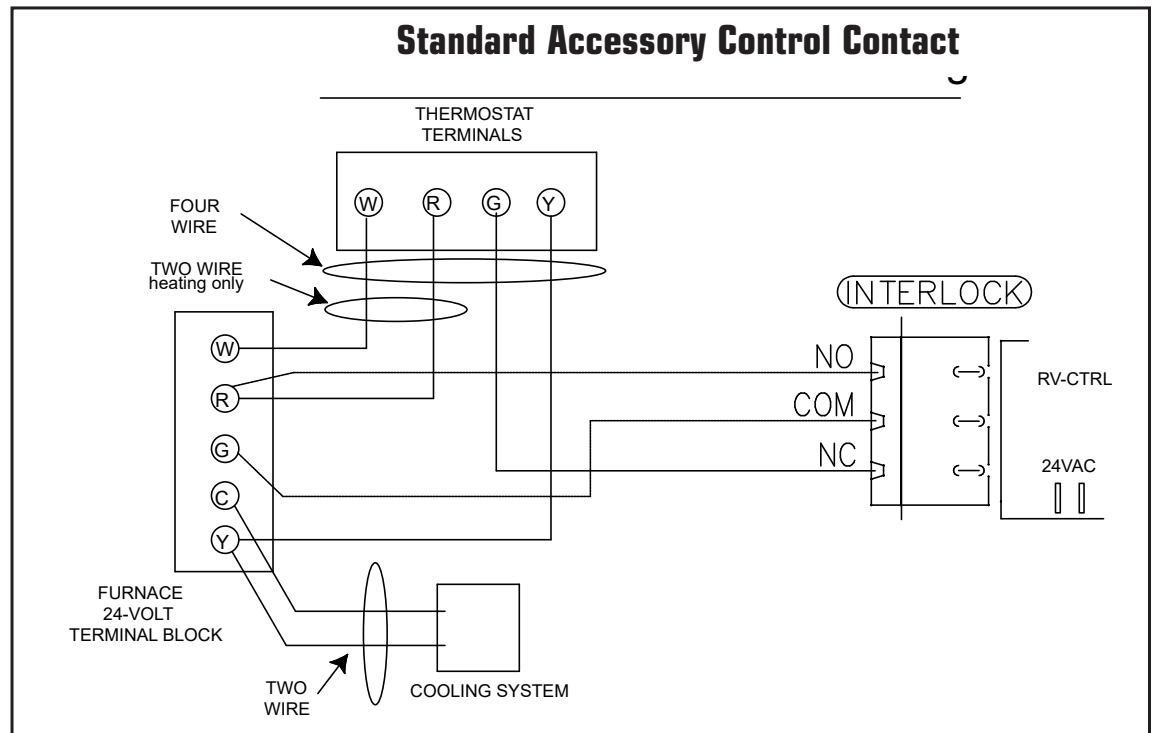 Standard Accessory Control Contact
THERMOSTAT
TERMINALS
W
R
G
Y
FOUR
WIRE
TWO WIRE
heating only
INTERLOCK
W
R
G
C
Y
NO
COM
NC
RV-CTRL
24VAC
FURNACE
24-VOLT
TERMINAL BLOCK
TWO
WIRE
COOLING SYSTEM